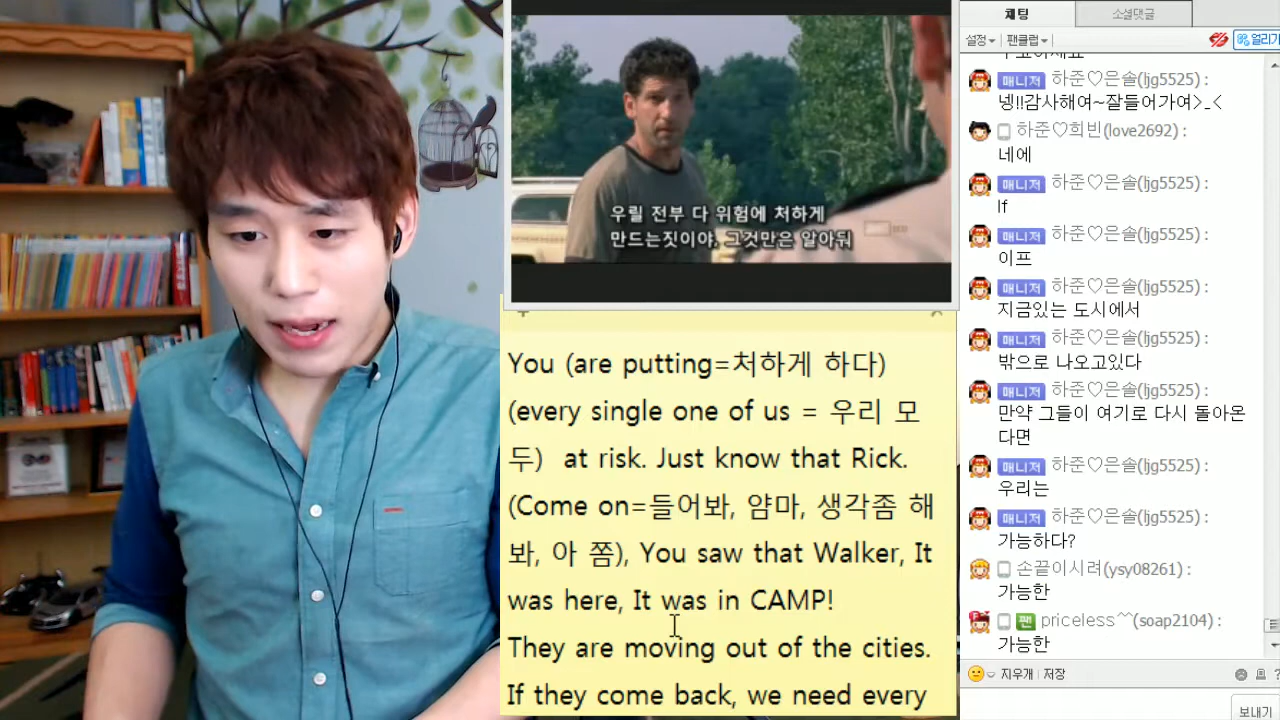 우릴 전부 다 위험에 처하게
만드는짓이야. 그것만은 알아둬
You (are putting=처하게 하다)
(every single one of us = 우리 모
두)  at risk. Just know that Rick.
(Come on=들어봐, 얌마, 생각좀 해
봐, 아 쫌), You saw that Walker, It
was here, It was in CAMP!
They are moving out of the cities.
If they come back, we need every
채팅
소셜댓글
설정
팬클럽
얼리기
매니저 하준♡은솔(ljg5525) :
넹!!감사해여~잘들어가여>_<
하준♡희빈(love2692) :
네에
매니저 하준♡은솔(ljg5525) :
If
매니저 하준♡은솔(ljg5525) :
이프
매니저 하준♡은솔(ljg5525) :
지금있는 도시에서
매니저 하준♡은솔(ljg5525) :
밖으로 나오고있다
매니저 하준♡은솔(ljg5525) :
만약 그들이 여기로 다시 돌아온
다면
매니저 하준♡은솔(ljg5525) :
우리는
매니저 하준♡은솔(ljg5525) :
가능하다?
손끝이시려(ysy08261) :
가능한
팬 priceless^^(soap2104) :
가능한
지우개
저장
보내기